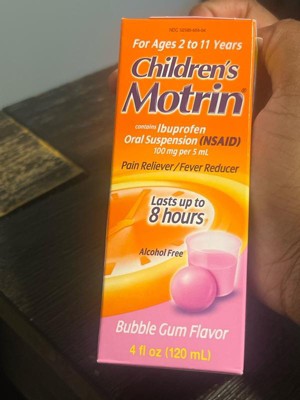 For Ages 2 to 11 Years
Children's
Motrin®
contains Ibuprofen
Oral Suspension (NSAID)
100 mg per 5 mL
Pain Reliever/Fever Reducer
Lasts up to
8 hours
Alcohol Free
Bubble Gum Flavor
4 fl oz (120 mL)